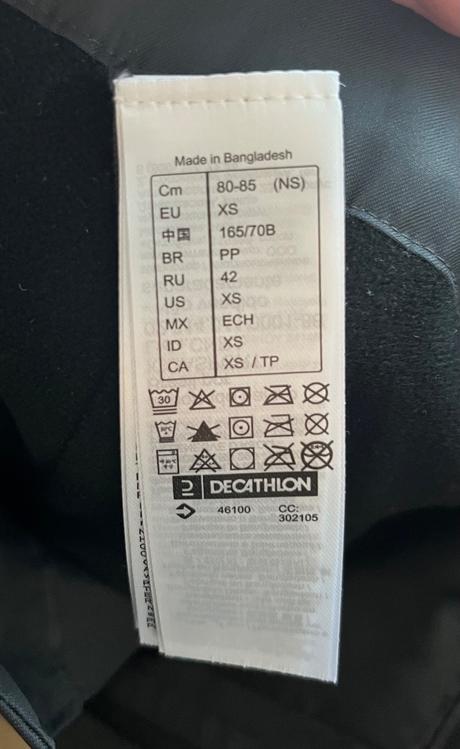 Made in Bangladesh
Cm 80-85 (NS)
EU XS
中国 165/70B
BR PP
RU 42
US XS
MX ECH
ID XS
CA XS / TP
30
DECATHLON
46100 CC:
302105